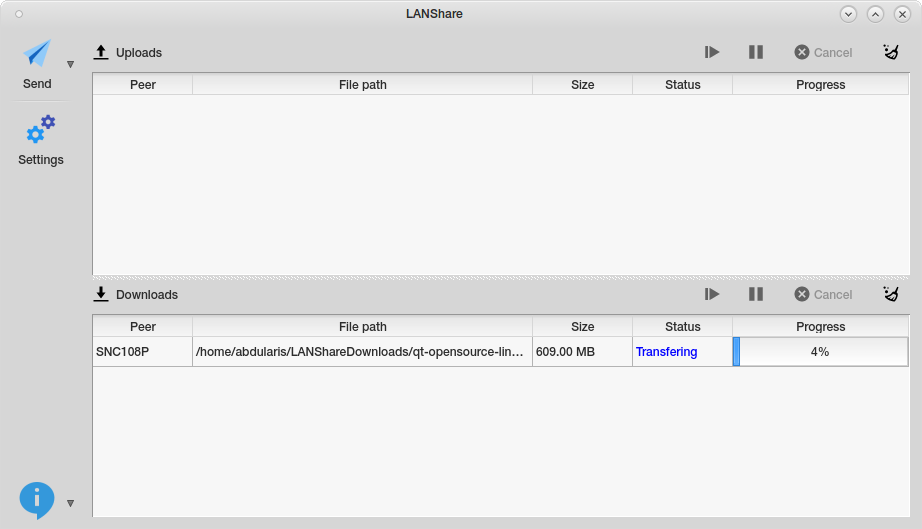 LANShare
Send
Settings
Uploads
Cancel
Peer File path Size Status Progress
Downloads
Cancel
Peer File path Size Status Progress
SNC108P /home/abdularis/LANShareDownloads/qt-opensource-lin... 609.00 MB Transfering 4%